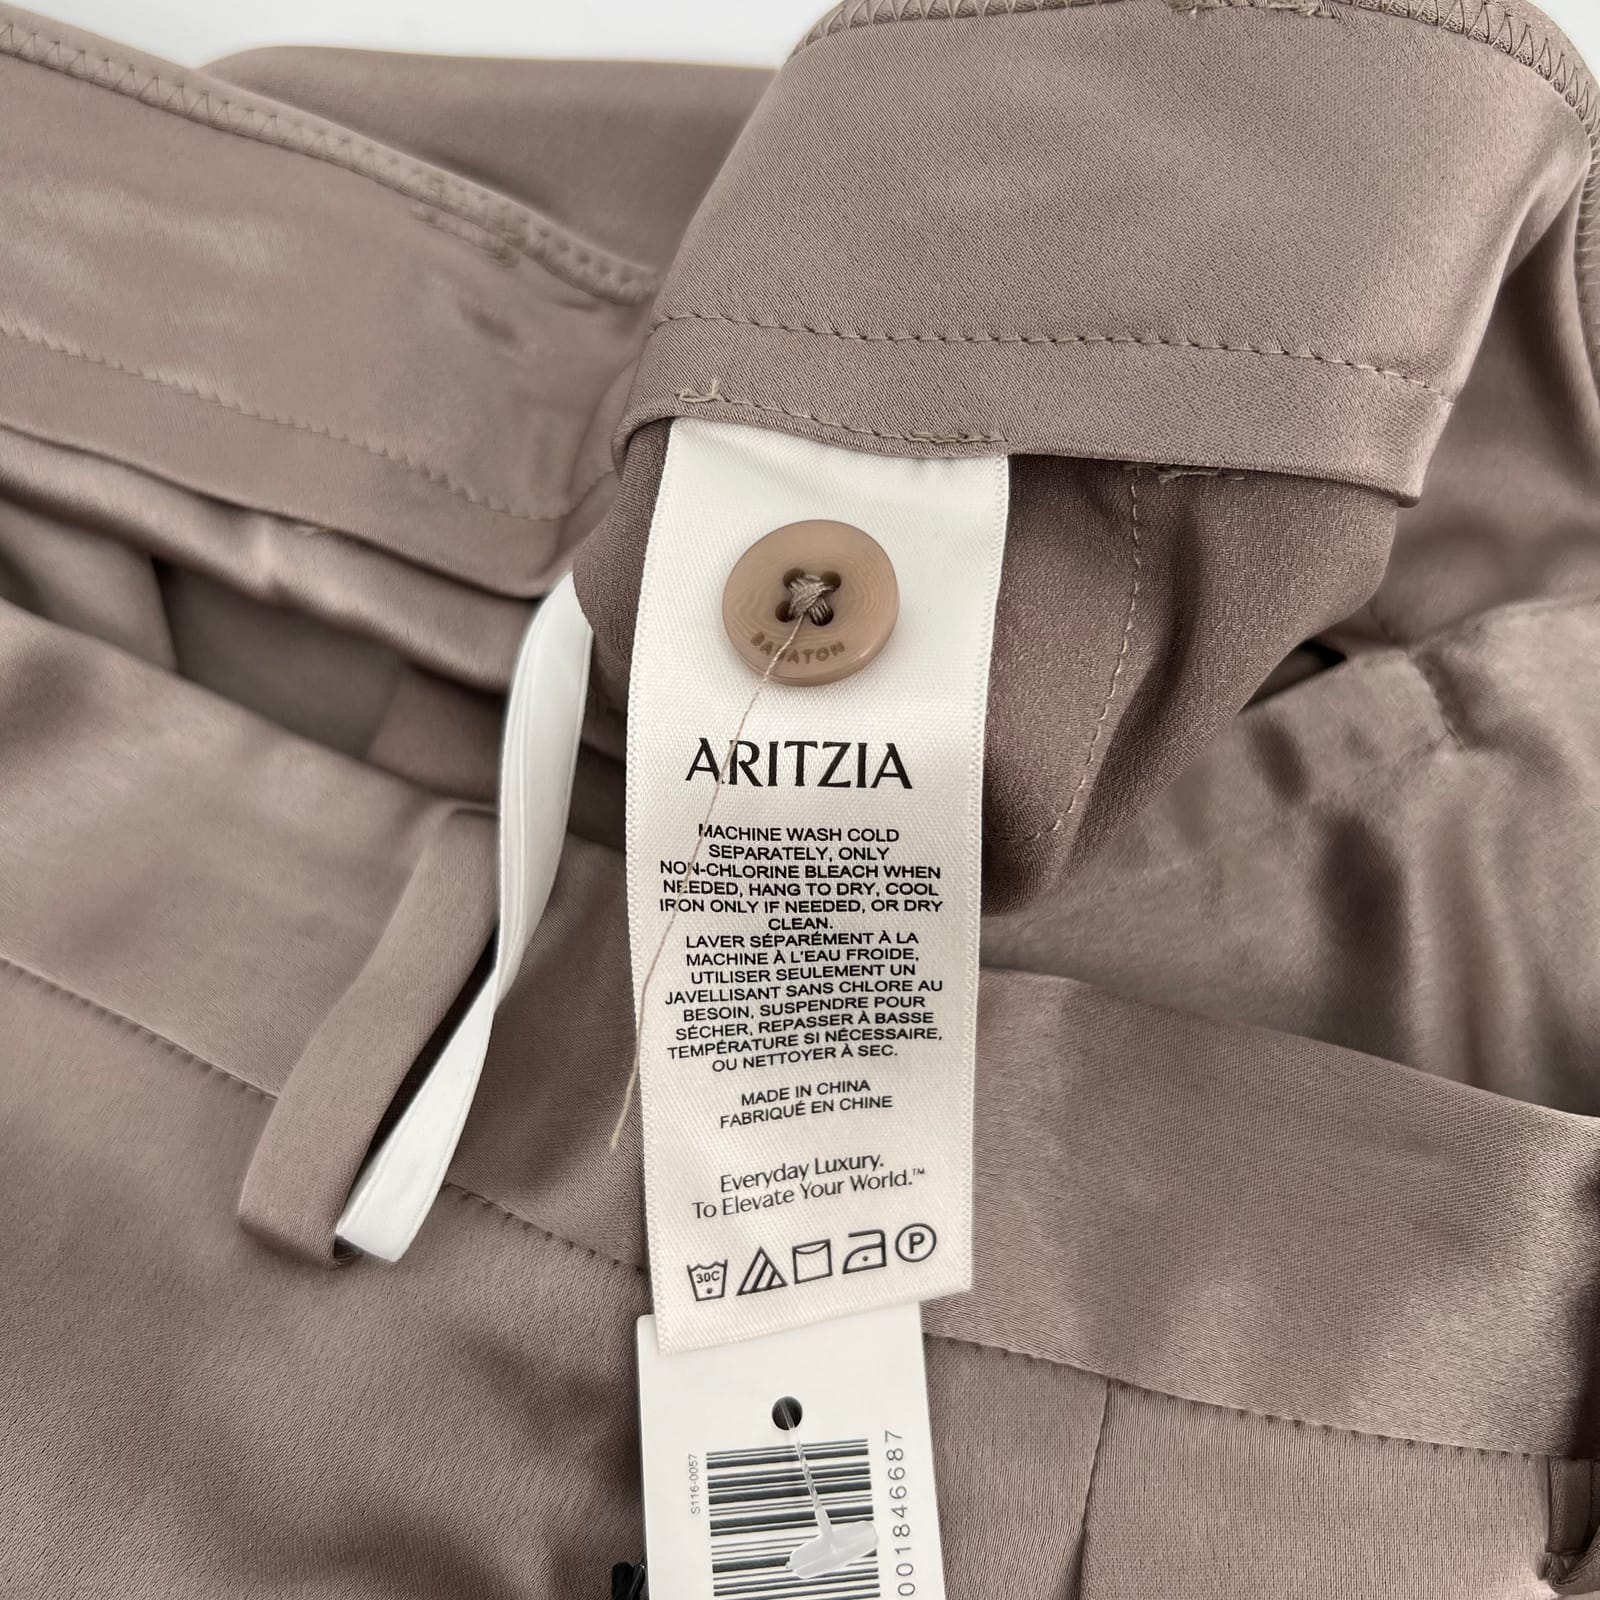 BABATON
ARITZIA
MACHINE WASH COLD
SEPARATELY, ONLY
NON-CHLORINE BLEACH WHEN
NEEDED, HANG TO DRY, COOL
IRON ONLY IF NEEDED, OR DRY
CLEAN.
LAVER SÉPARÉMENT À LA
MACHINE À L'EAU FROIDE,
UTILISER SEULEMENT UN
JAVELLISANT SANS CHLORE AU
BESOIN, SUSPENDRE POUR
SÉCHER, REPASSER À BASSE
TEMPÉRATURE SI NÉCESSAIRE,
OU NETTOYER À SEC.
MADE IN CHINA
FABRIQUÉ EN CHINE
Everyday Luxury.
To Elevate Your World.™
30C
P
S116-0057
00184668​7